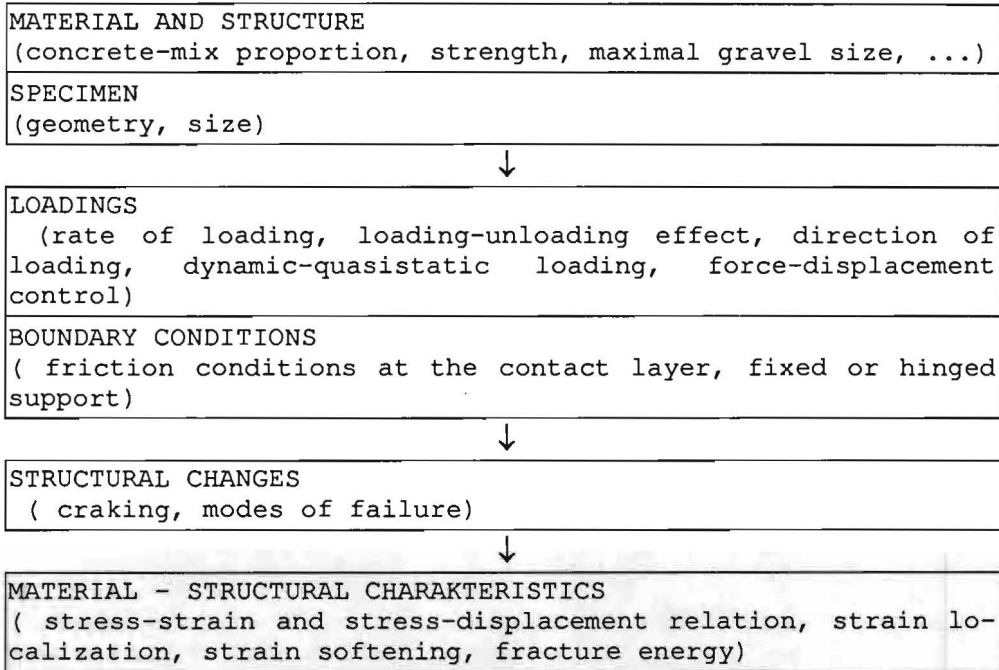 MATERIAL AND STRUCTURE
(concrete-mix proportion, strength, maximal gravel size, ...)
SPECIMEN
(geometry, size)
↓
LOADINGS
(rate of loading, loading-unloading effect, direction of
loading, dynamic-quasistatic loading, force-displacement
control)
BOUNDARY CONDITIONS
( friction conditions at the contact layer, fixed or hinged
support)
↓
STRUCTURAL CHANGES
( craking, modes of failure)
↓
MATERIAL - STRUCTURAL CHARAKTERISTICS
( stress-strain and stress-displacement relation, strain lo-
calization, strain softening, fracture energy)